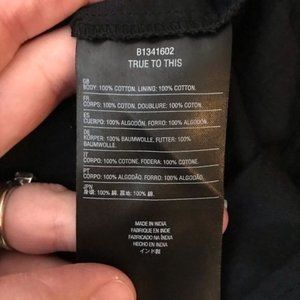 B1341602
TRUE TO THIS
GB
BODY: 100% COTTON, LINING: 100% COTTON.
FR
CORPS: 100% COTON, DOUBLURE: 100% COTON.
ES
CUERPO: 100% ALGODÓN, FORRO: 100% ALGODÓN.
DE
KÖRPER: 100% BAUMWOLLE, FUTTER: 100%
BAUMWOLLE.
IT
CORPO: 100% COTONE, FODERA: 100% COTONE.
PT
CORPO: 100% ALGODÃO, FORRO: 100% ALGODÃO.
JPN
身頃: 100% 綿, 裏地: 100% 綿.
MADE IN INDIA
FABRIQUE EN INDE
FABRICADO NA ÍNDIA
HECHO EN INDIA
インド製